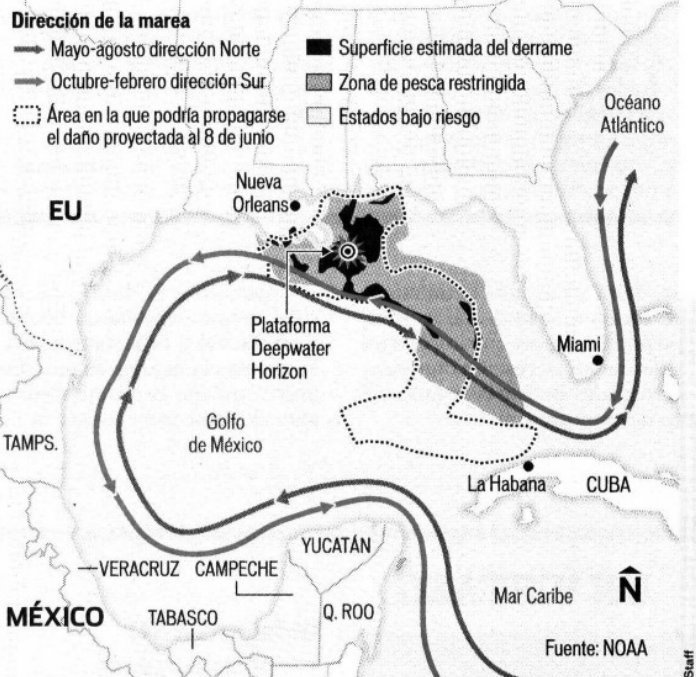 Dirección de la marea
Mayo-agosto dirección Norte
Octubre-febrero dirección Sur
Área en la que podría propagarse
el daño proyectada al 8 de junio
Superficie estimada del derrame
Zona de pesca restringida
Estados bajo riesgo
Océano
Atlántico
Nueva
Orleans
EU
Plataforma
Deepwater
Horizon
Miami
Golfo
de México
TAMPS.
La Habana
CUBA
YUCATÁN
VERACRUZ
CAMPECHE
Q. ROO
Mar Caribe
N
MÉXICO
TABASCO
Fuente: NOAA
Staff